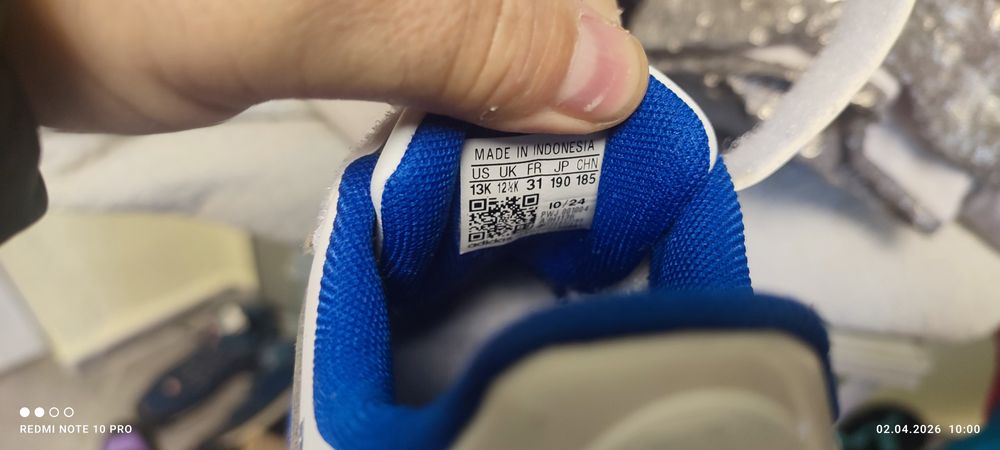 MADE IN INDONESIA
US UK FR JP CHN
13K 12½K 31 190 185
10/24
adidas
REDMI NOTE 10 PRO
02.04.2026 10:00